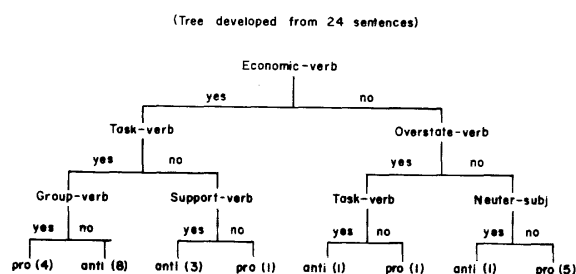 (Tree developed from 24 sentences)
Economic-verb
yes no
Task-verb Overstate-verb
yes no yes no
Group-verb Support-verb Task-verb Neuter-subj
yes no yes no yes no yes no
pro (4) anti (8) anti (3) pro (1) anti (1) pro (1) anti (1) pro (5)